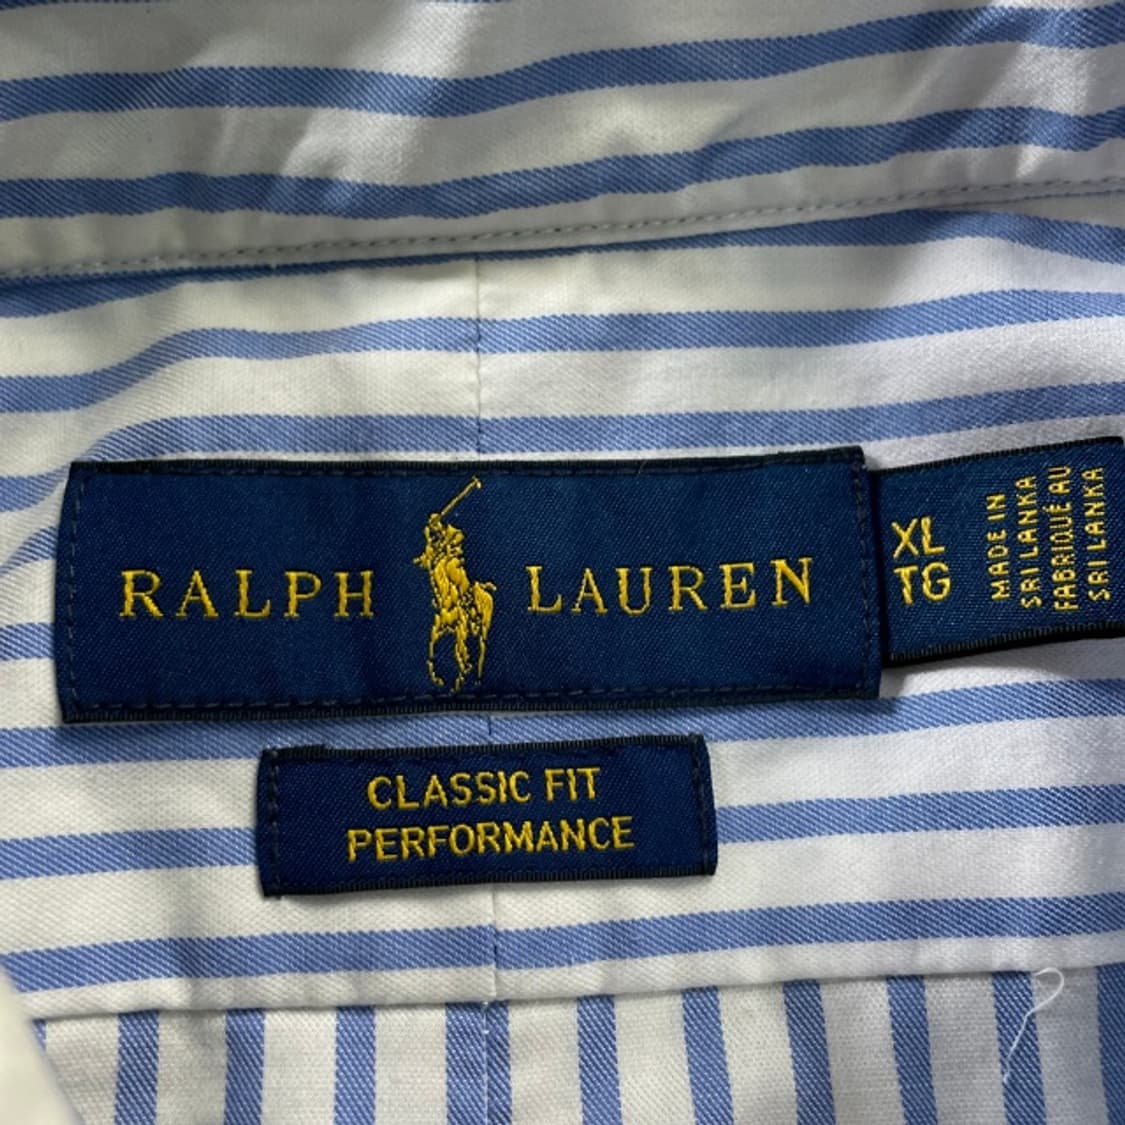 RALPH LAUREN
XL
TG
MADE IN
SRI LANKA
FABRIQUÉ AU
SRI LANKA
CLASSIC FIT
PERFORMANCE